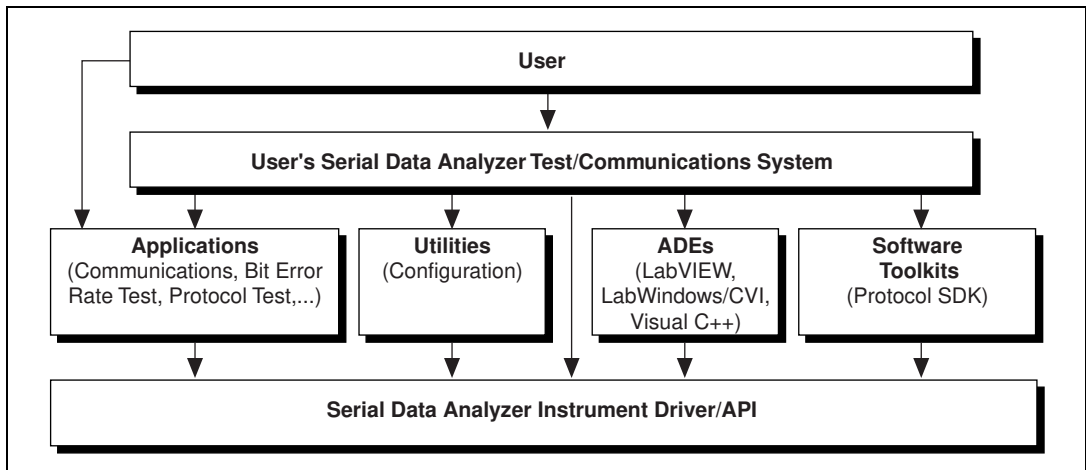 User
User's Serial Data Analyzer Test/Communications System
Applications
(Communications, Bit Error
Rate Test, Protocol Test,...)
Utilities
(Configuration)
ADEs
(LabVIEW,
LabWindows/CVI,
Visual C++)
Software
Toolkits
(Protocol SDK)
Serial Data Analyzer Instrument Driver/API